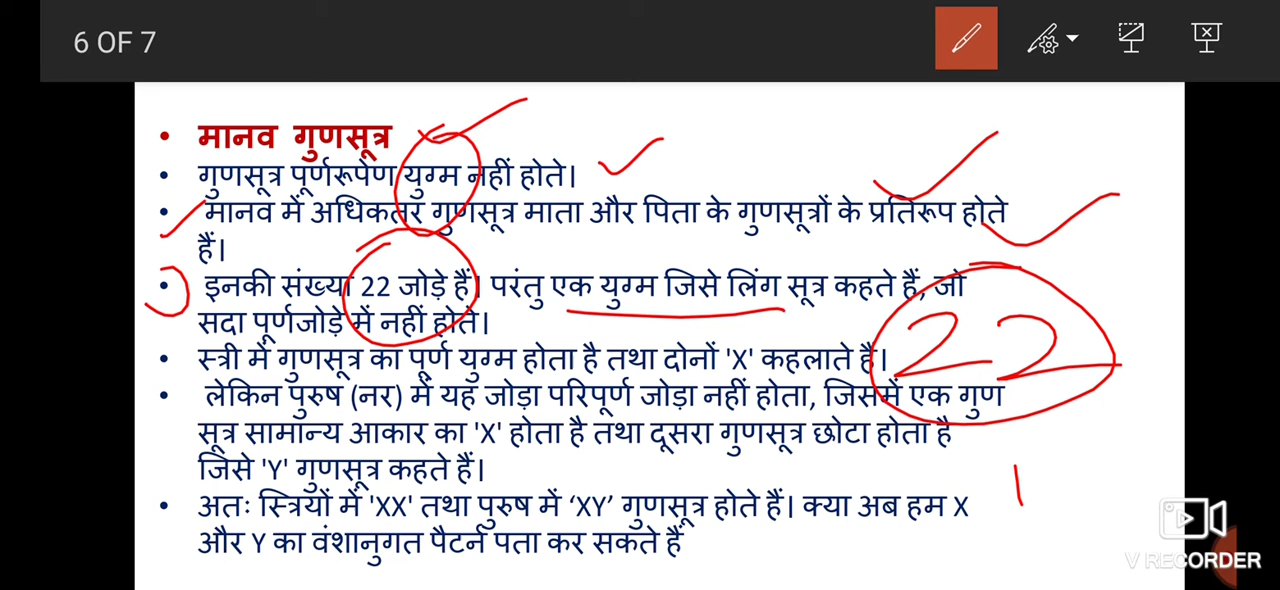 6 OF 7
• मानव गुणसूत्र
• गुणसूत्र पूर्णरूपेण युग्म नहीं होते।
• मानव में अधिकतर गुणसूत्र माता और पिता के गुणसूत्रों के प्रतिरूप होते
हैं।
• इनकी संख्या 22 जोड़े हैं। परंतु एक युग्म जिसे लिंग सूत्र कहते हैं, जो
सदा पूर्णजोड़े में नहीं होते।
22
• स्त्री में गुणसूत्र का पूर्ण युग्म होता है तथा दोनों 'X' कहलाते है।
• लेकिन पुरुष (नर) में यह जोड़ा परिपूर्ण जोड़ा नहीं होता, जिसमें एक गुण
सूत्र सामान्य आकार का 'X' होता है तथा दूसरा गुणसूत्र छोटा होता है
जिसे 'Y' गुणसूत्र कहते हैं।
• अतः स्त्रियों में 'XX' तथा पुरुष में ‘XY’ गुणसूत्र होते हैं। क्या अब हम X
और Y का वंशानुगत पैटर्न पता कर सकते हैं
V RECORDER